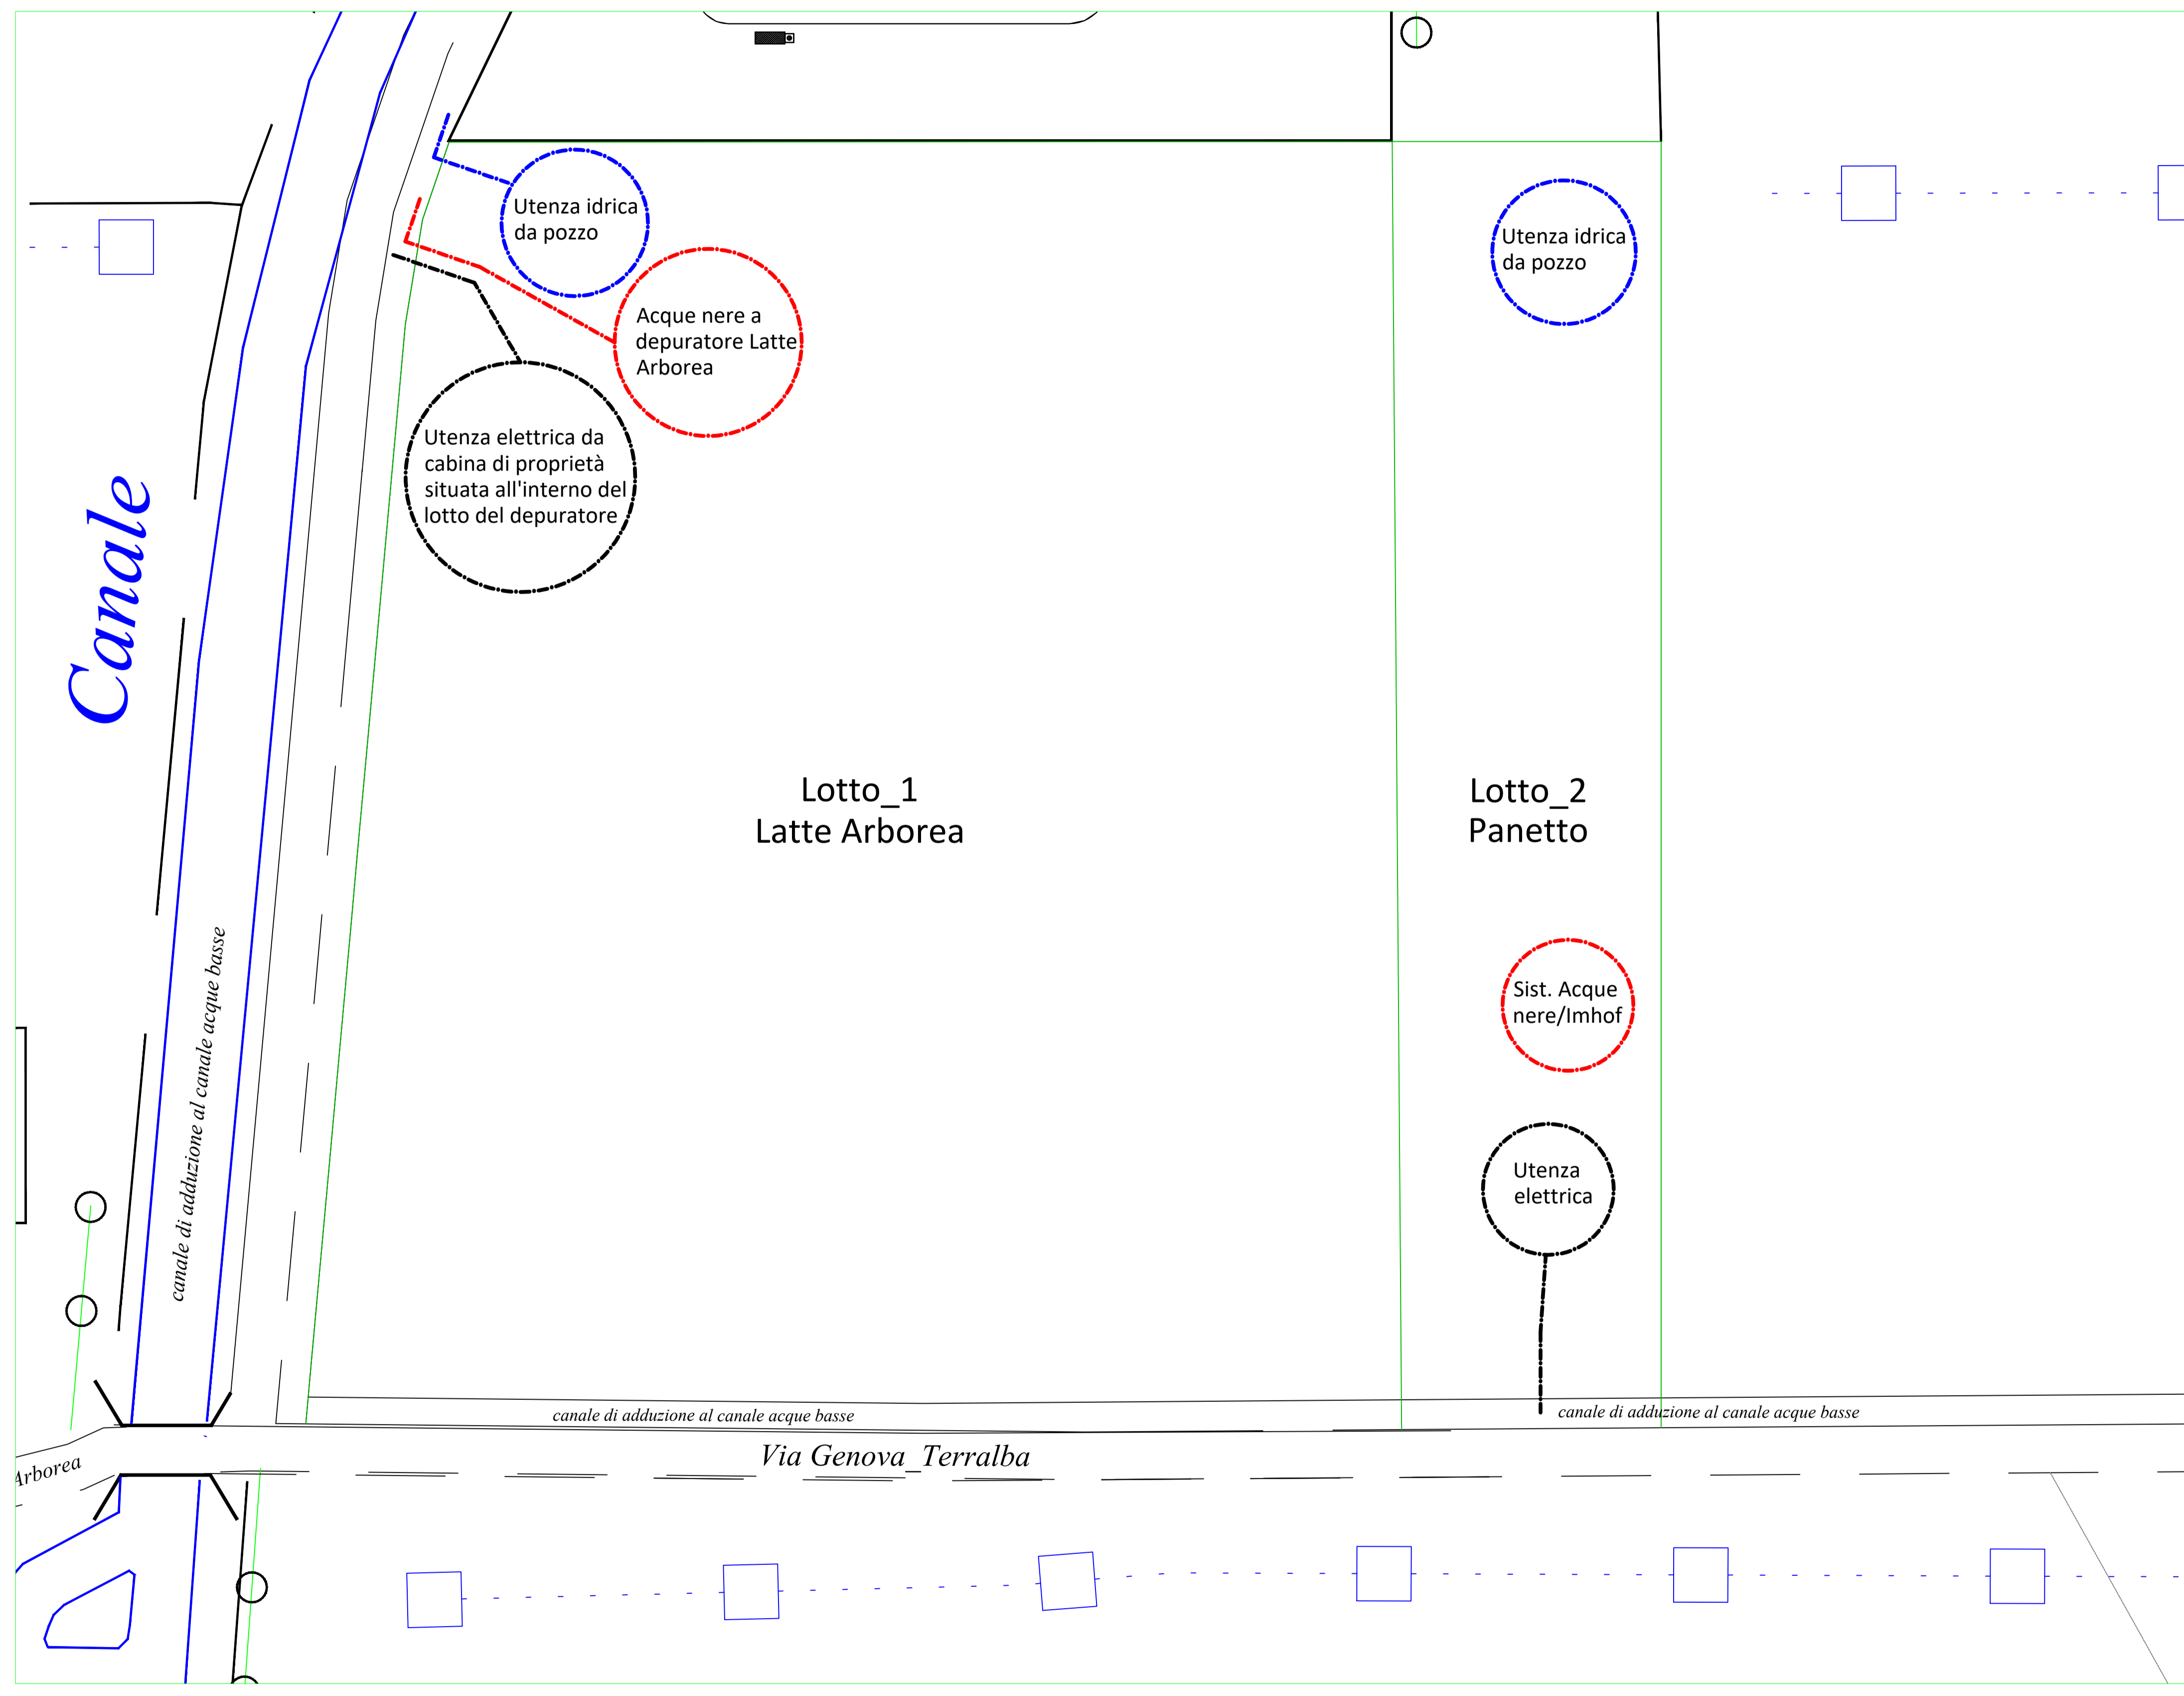 Utenza idrica
da pozzo
Utenza idrica
da pozzo
Acque nere a
depuratore Latte
Arborea
Utenza elettrica da
cabina di proprietà
situata all'interno del
lotto del depuratore
Canale
Lotto_1
Latte Arborea
Lotto_2
Panetto
canale di adduzione al canale acque basse
Sist. Acque
nere/Imhof
Utenza
elettrica
canale di adduzione al canale acque basse
canale di adduzione al canale acque basse
Via Genova_Terralba
Arborea